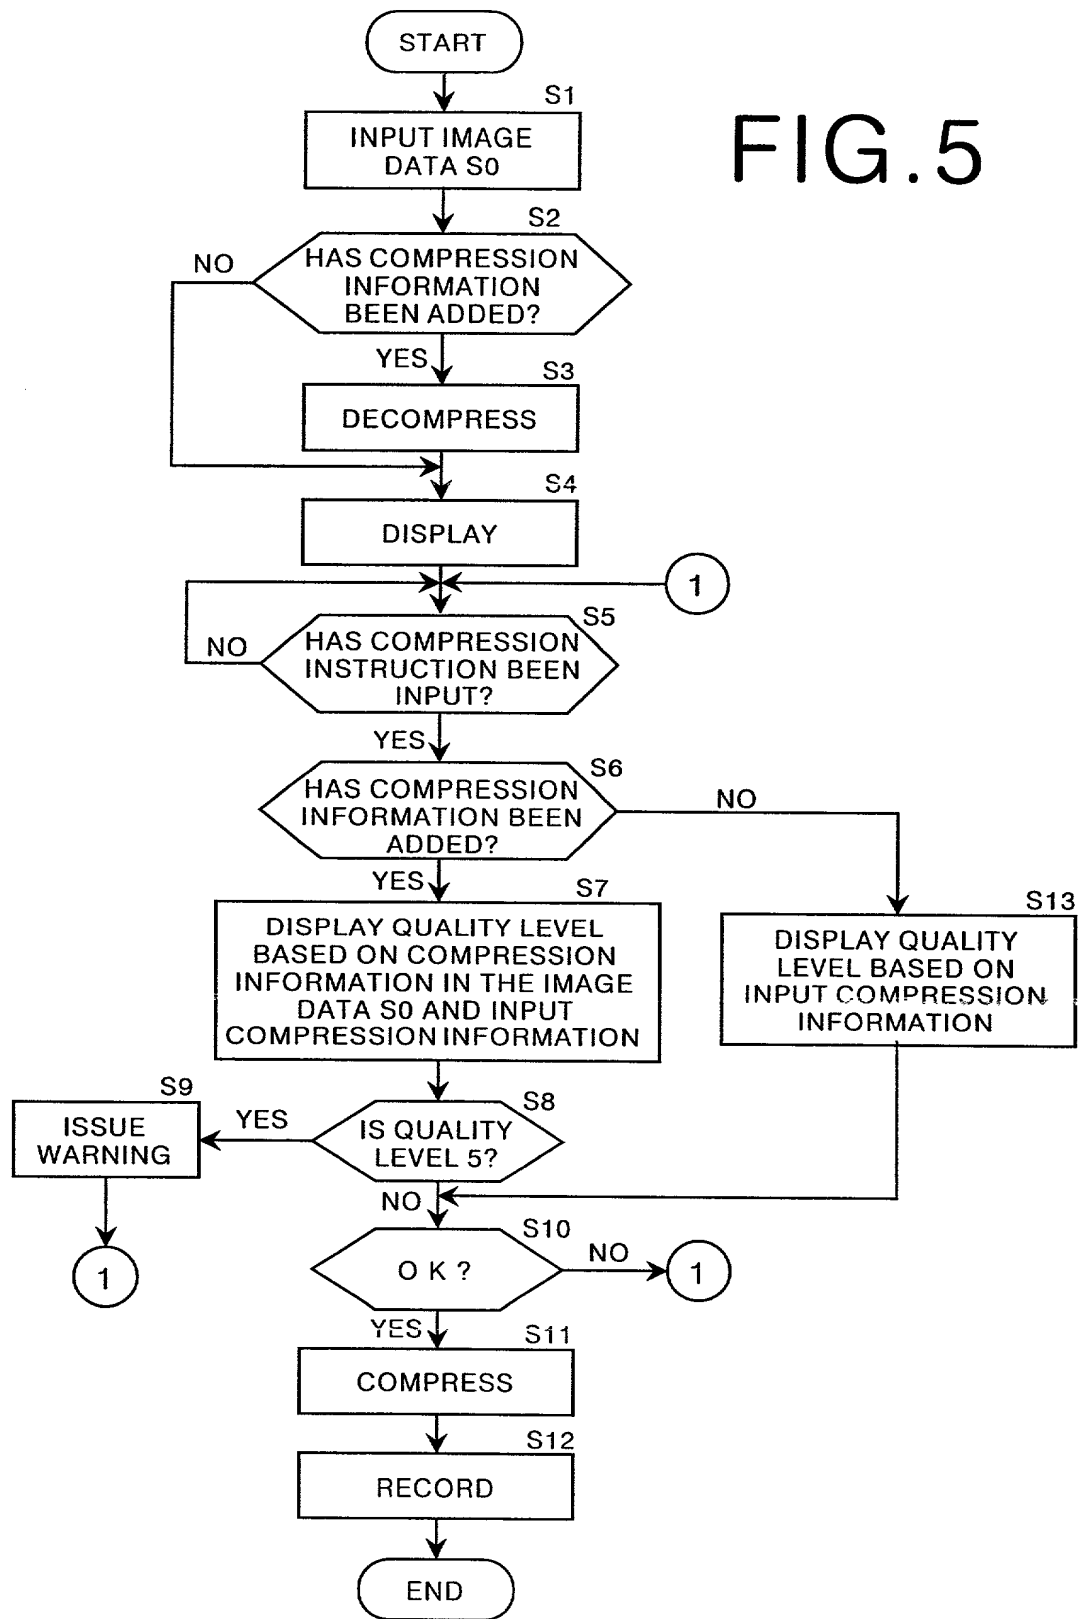 START
S1
INPUT IMAGE
DATA S0
FIG.5
S2
HAS COMPRESSION
INFORMATION
BEEN ADDED?
NO
YES
S3
DECOMPRESS
S4
DISPLAY
1
S5
HAS COMPRESSION
INSTRUCTION BEEN
INPUT?
NO
YES
S6
HAS COMPRESSION
INFORMATION BEEN
ADDED?
NO
YES
S7
DISPLAY QUALITY LEVEL
BASED ON COMPRESSION
INFORMATION IN THE IMAGE
DATA S0 AND INPUT
COMPRESSION INFORMATION
S13
DISPLAY QUALITY
LEVEL BASED ON
INPUT COMPRESSION
INFORMATION
S9
ISSUE
WARNING
YES
S8
IS QUALITY
LEVEL 5?
NO
1
S10
O K ?
NO
1
YES
S11
COMPRESS
S12
RECORD
END